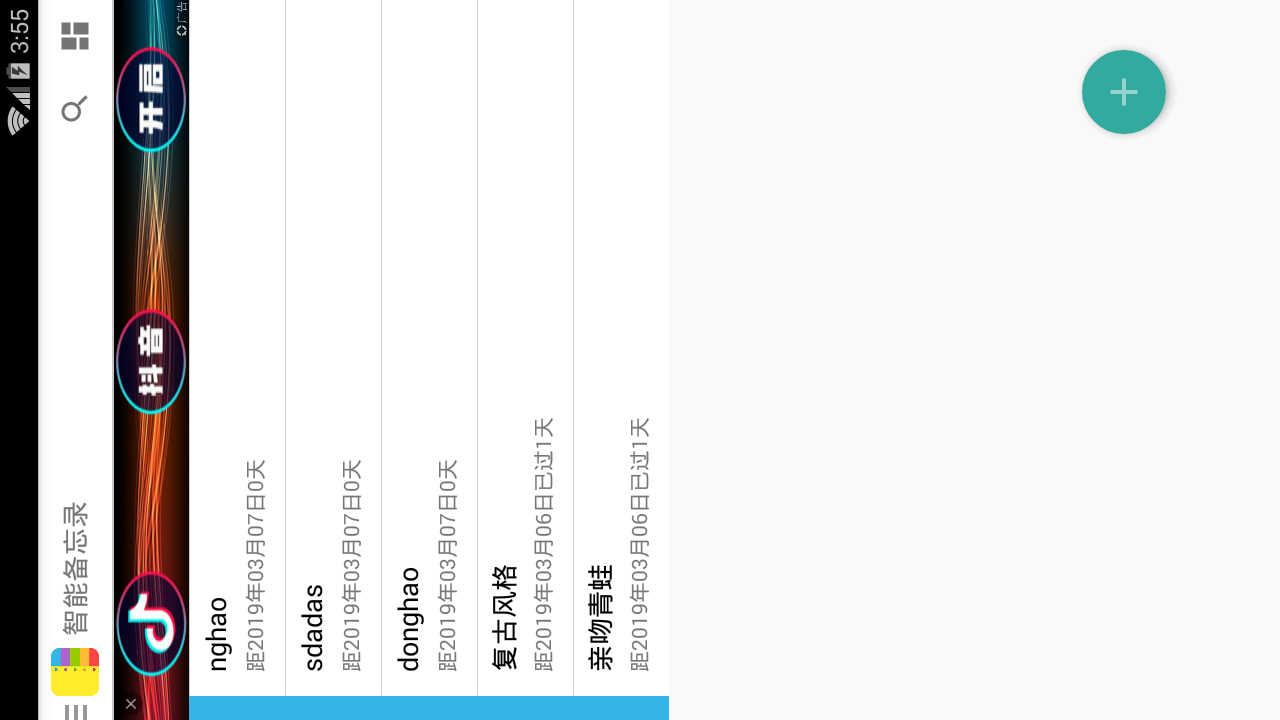 3:55
智能备忘录
广告
抖音
开启
nghao
距2019年03月07日0天
sdadas
距2019年03月07日0天
donghao
距2019年03月07日0天
复古风格
距2019年03月06日已过1天
亲吻青蛙
距2019年03月06日已过1天